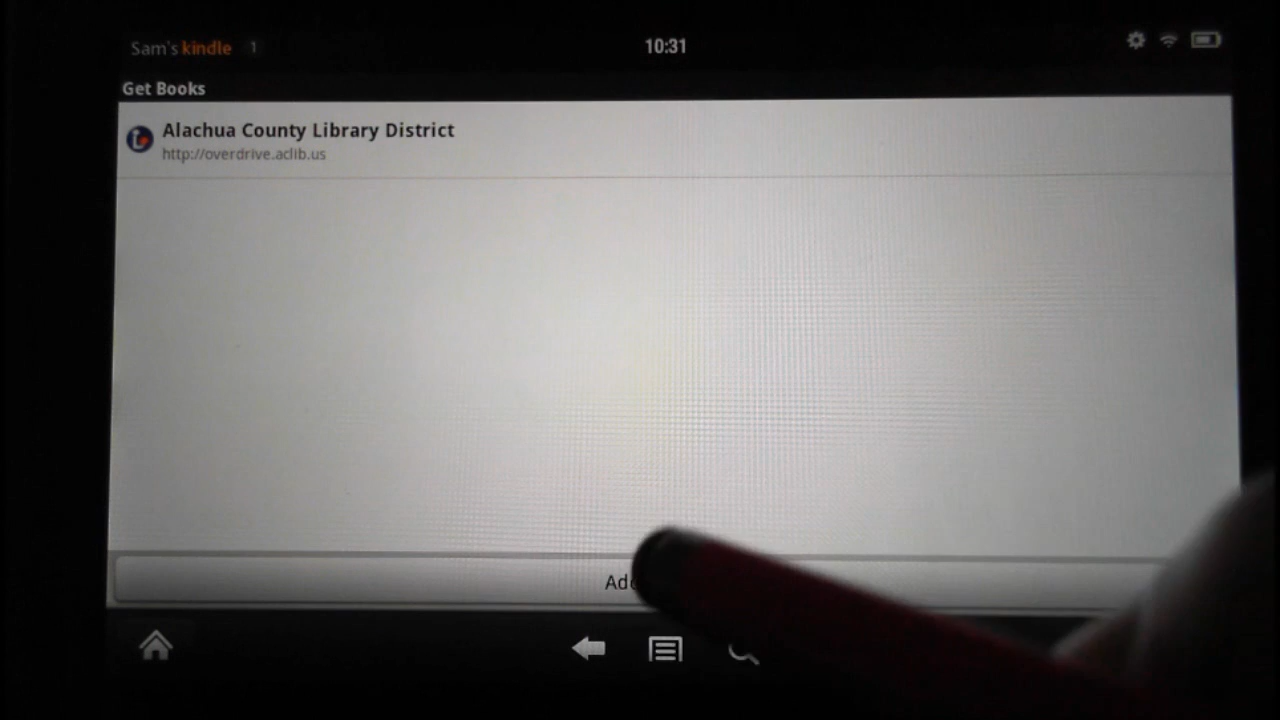 Sam's kindle 1
10:31
Get Books
Alachua County Library District
http://overdrive.aclib.us